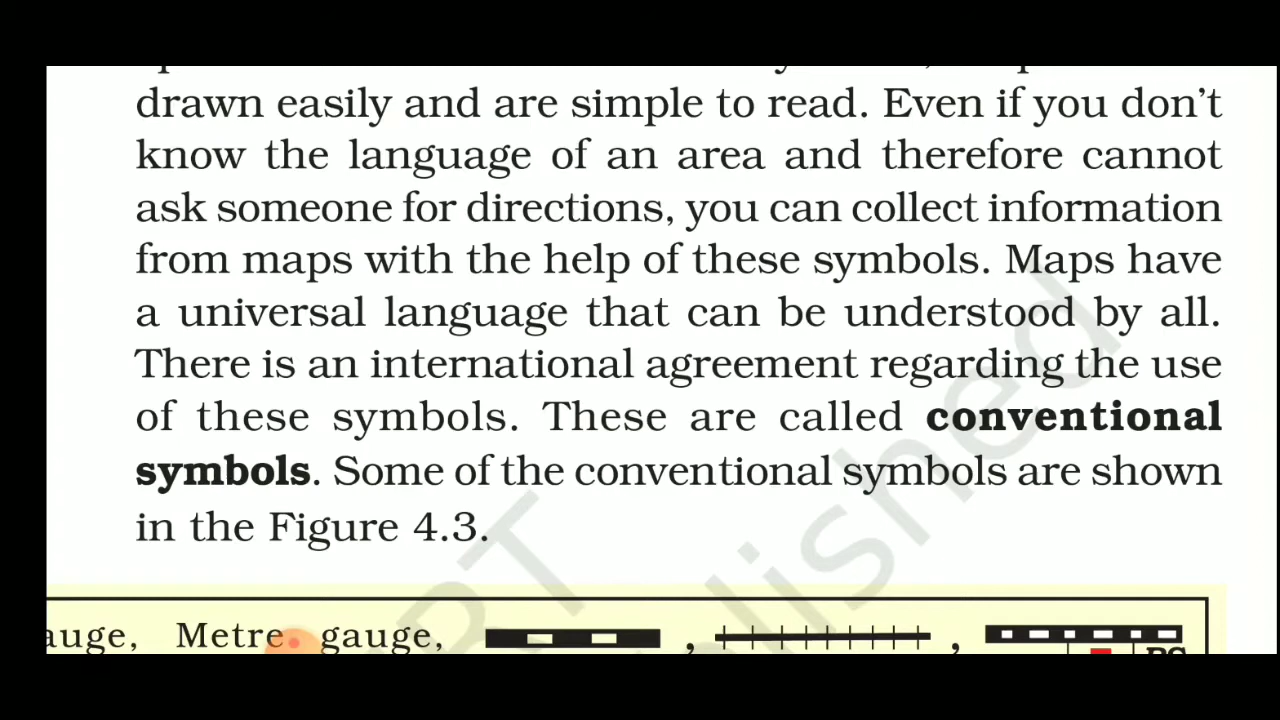 drawn easily and are simple to read. Even if you don’t
know the language of an area and therefore cannot
ask someone for directions, you can collect information
from maps with the help of these symbols. Maps have
a universal language that can be understood by all.
There is an international agreement regarding the use
of these symbols. These are called conventional
symbols. Some of the conventional symbols are shown
in the Figure 4.3.
Metre gauge,